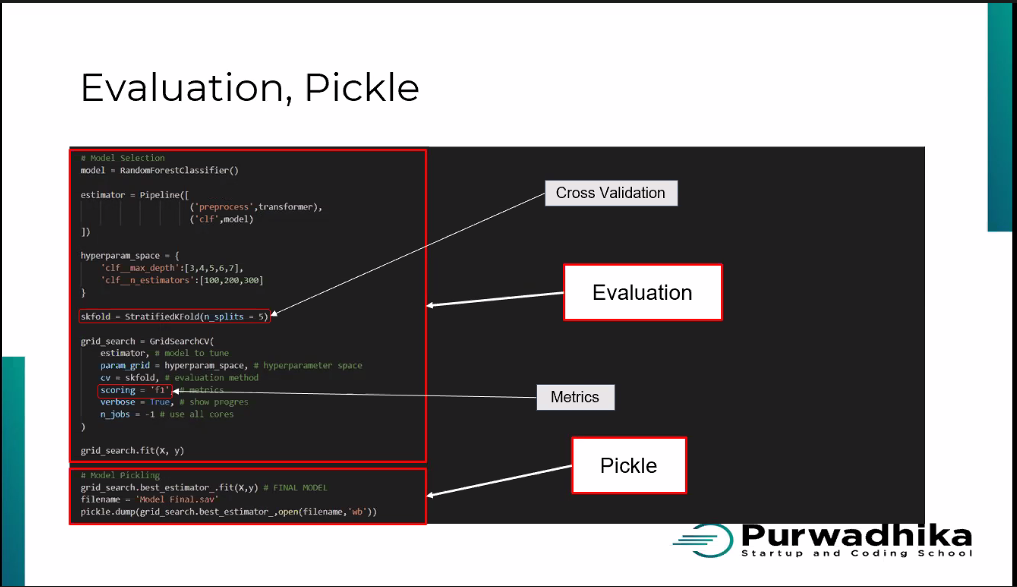 Evaluation, Pickle
# Model Selection
model = RandomForestClassifier()
estimator = Pipeline([
('preprocess',transformer),
('clf',model)
])
hyperparam_space = {
'clf__max_depth':[3,4,5,6,7],
'clf__n_estimators':[100,200,300]
}
skfold = StratifiedKFold(n_splits = 5)
grid_search = GridSearchCV(
estimator, # model to tune
param_grid = hyperparam_space, # hyperparameter space
cv = skfold, # evaluation method
scoring = 'f1', # metrics
verbose = True, # show progres
n_jobs = -1 # use all cores
)
grid_search.fit(X, y)
# Model Pickling
grid_search.best_estimator_.fit(X,y) # FINAL MODEL
filename = 'Model Final.sav'
pickle.dump(grid_search.best_estimator_,open(filename,'wb'))
Cross Validation
Evaluation
Metrics
Pickle
Purwadhika
Startup and Coding School